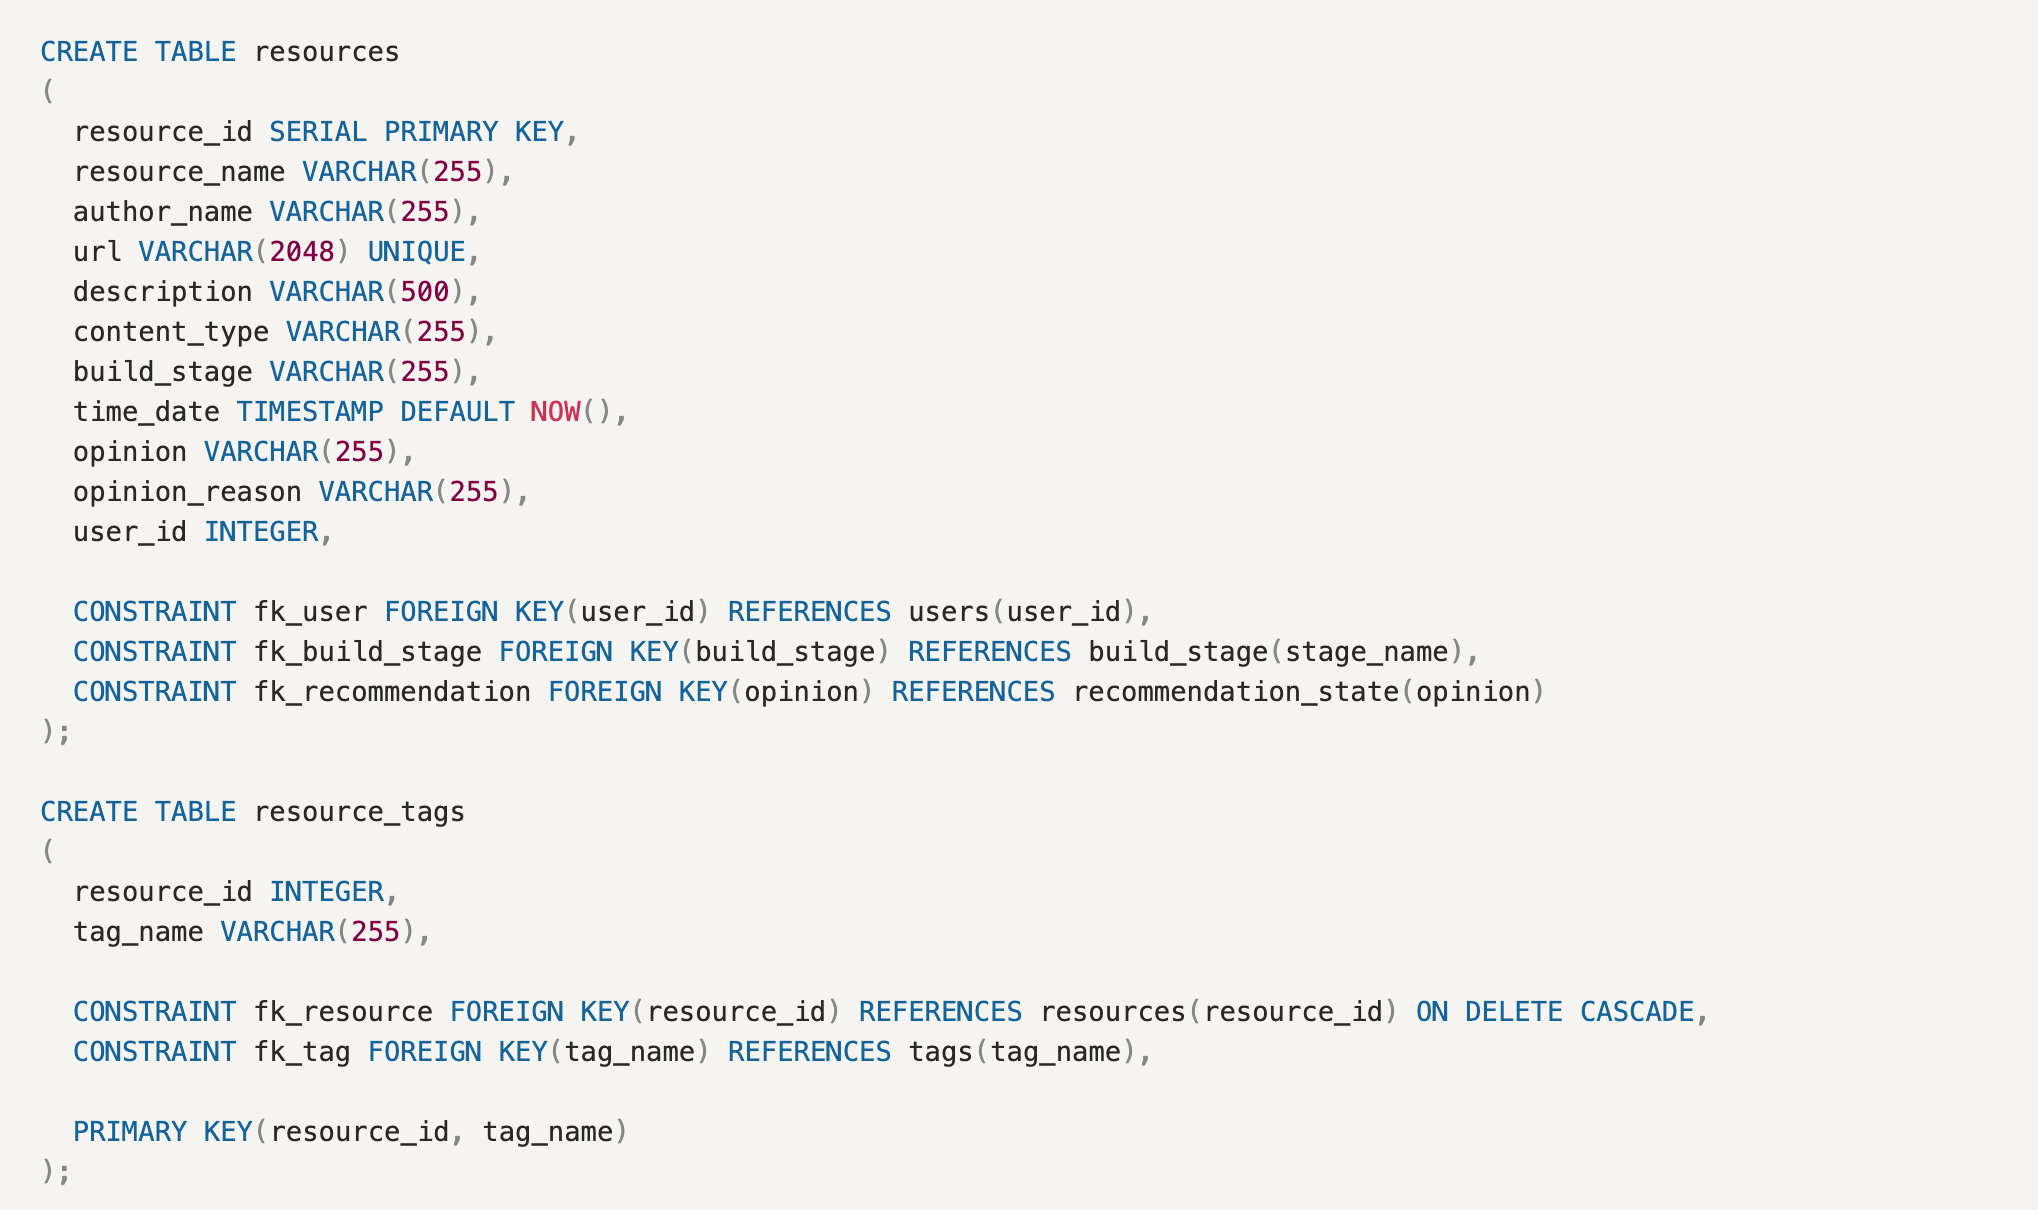 CREATE TABLE resources
(
  resource_id SERIAL PRIMARY KEY,
  resource_name VARCHAR(255),
  author_name VARCHAR(255),
  url VARCHAR(2048) UNIQUE,
  description VARCHAR(500),
  content_type VARCHAR(255),
  build_stage VARCHAR(255),
  time_date TIMESTAMP DEFAULT NOW(),
  opinion VARCHAR(255),
  opinion_reason VARCHAR(255),
  user_id INTEGER,

  CONSTRAINT fk_user FOREIGN KEY(user_id) REFERENCES users(user_id),
  CONSTRAINT fk_build_stage FOREIGN KEY(build_stage) REFERENCES build_stage(stage_name),
  CONSTRAINT fk_recommendation FOREIGN KEY(opinion) REFERENCES recommendation_state(opinion)
);

CREATE TABLE resource_tags
(
  resource_id INTEGER,
  tag_name VARCHAR(255),

  CONSTRAINT fk_resource FOREIGN KEY(resource_id) REFERENCES resources(resource_id) ON DELETE CASCADE,
  CONSTRAINT fk_tag FOREIGN KEY(tag_name) REFERENCES tags(tag_name),

  PRIMARY KEY(resource_id, tag_name)
);